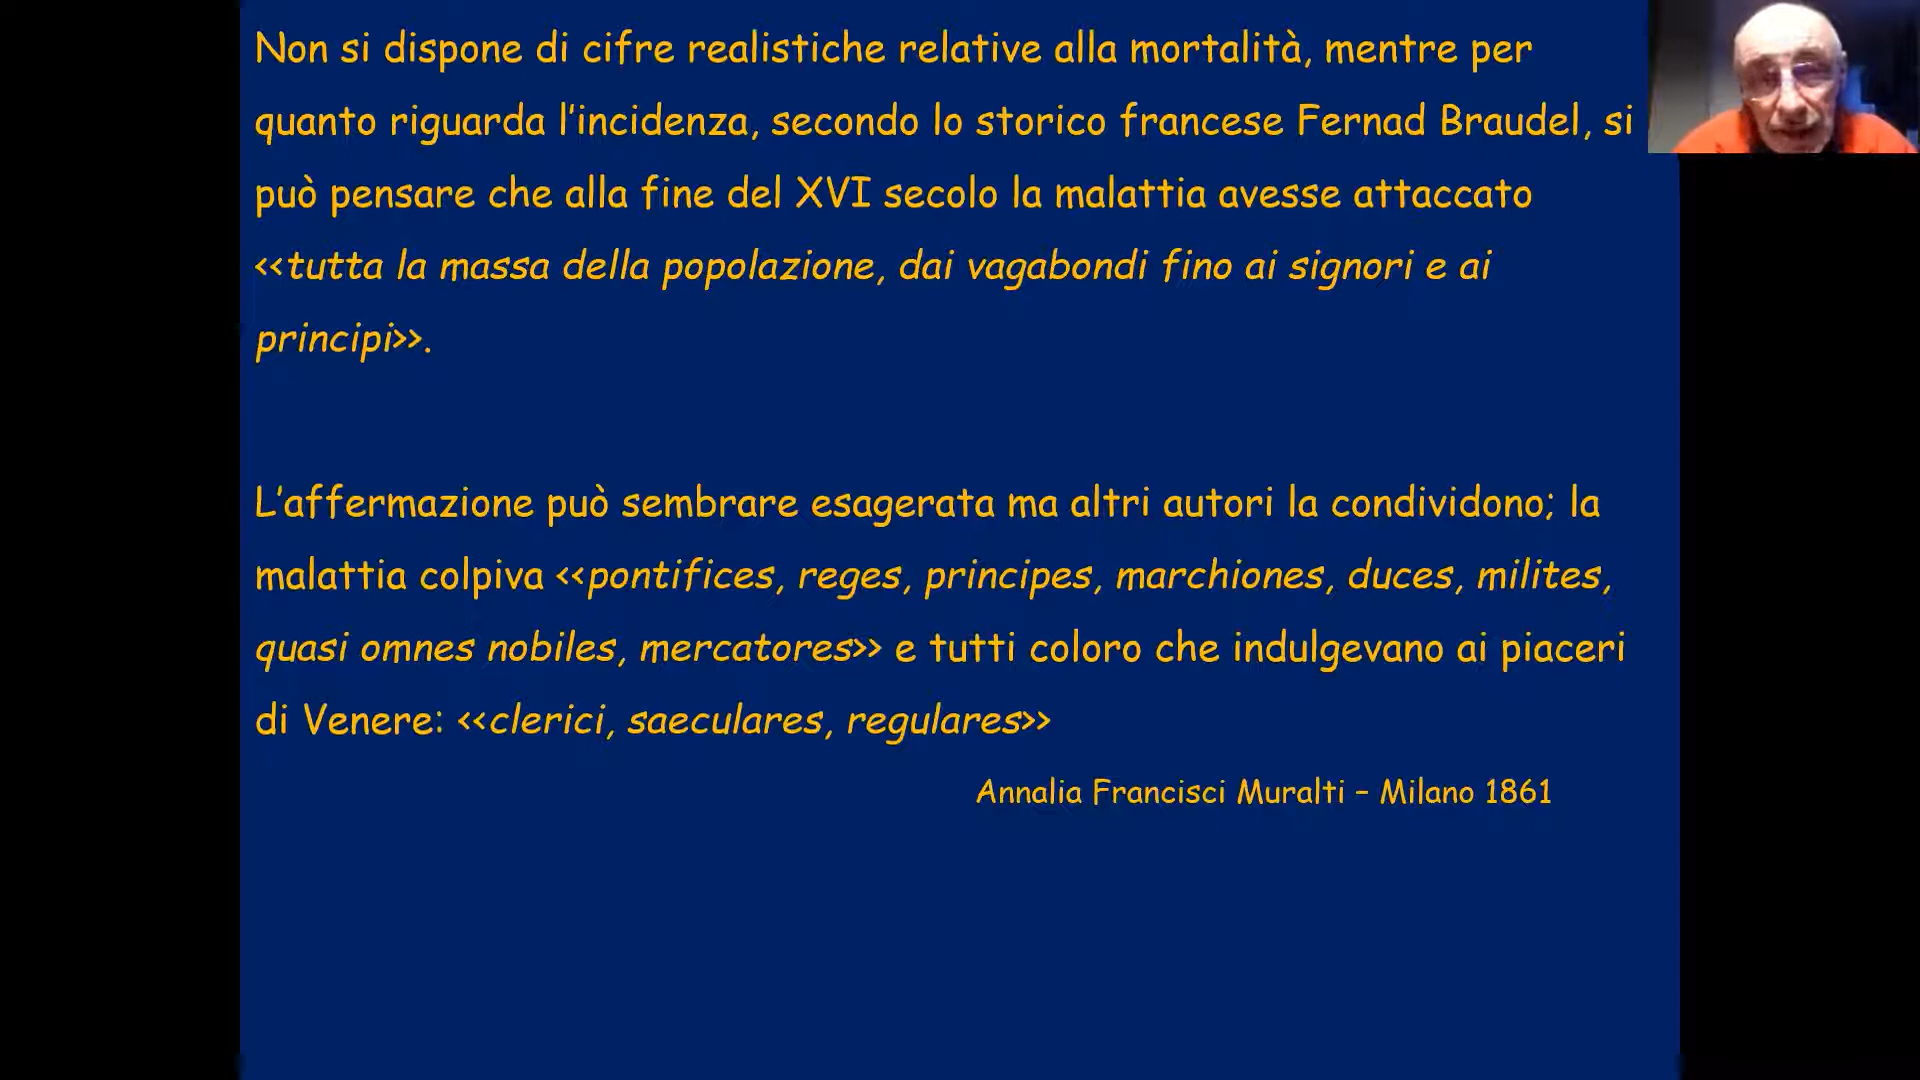 Non si dispone di cifre realistiche relative alla mortalità, mentre per
quanto riguarda l'incidenza, secondo lo storico francese Fernad Braudel, si
può pensare che alla fine del XVI secolo la malattia avesse attaccato
<<tutta la massa della popolazione, dai vagabondi fino ai signori e ai
principi>>.
L'affermazione può sembrare esagerata ma altri autori la condividono; la
malattia colpiva <<pontifices, reges, principes, marchiones, duces, milites,
quasi omnes nobiles, mercatores>> e tutti coloro che indulgevano ai piaceri
di Venere: <<clerici, saeculares, regulares>>
Annalia Francisci Muralti – Milano 1861